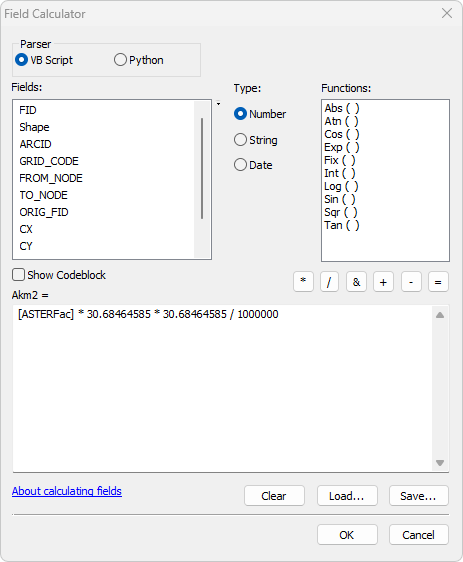 Field Calculator
Parser
VB Script
Python
Fields:
Type:
Functions:
FID
Shape
ARCID
GRID_CODE
FROM_NODE
TO_NODE
ORIG_FID
CX
CY
Number
String
Date
Abs ( )
Atn ( )
Cos ( )
Exp ( )
Fix ( )
Int ( )
Log ( )
Sin ( )
Sqr ( )
Tan ( )
Show Codeblock
* / & + - =
Akm2 =
[ASTERFac] * 30.68464585 * 30.68464585 / 1000000
About calculating fields
Clear
Load...
Save...
OK
Cancel